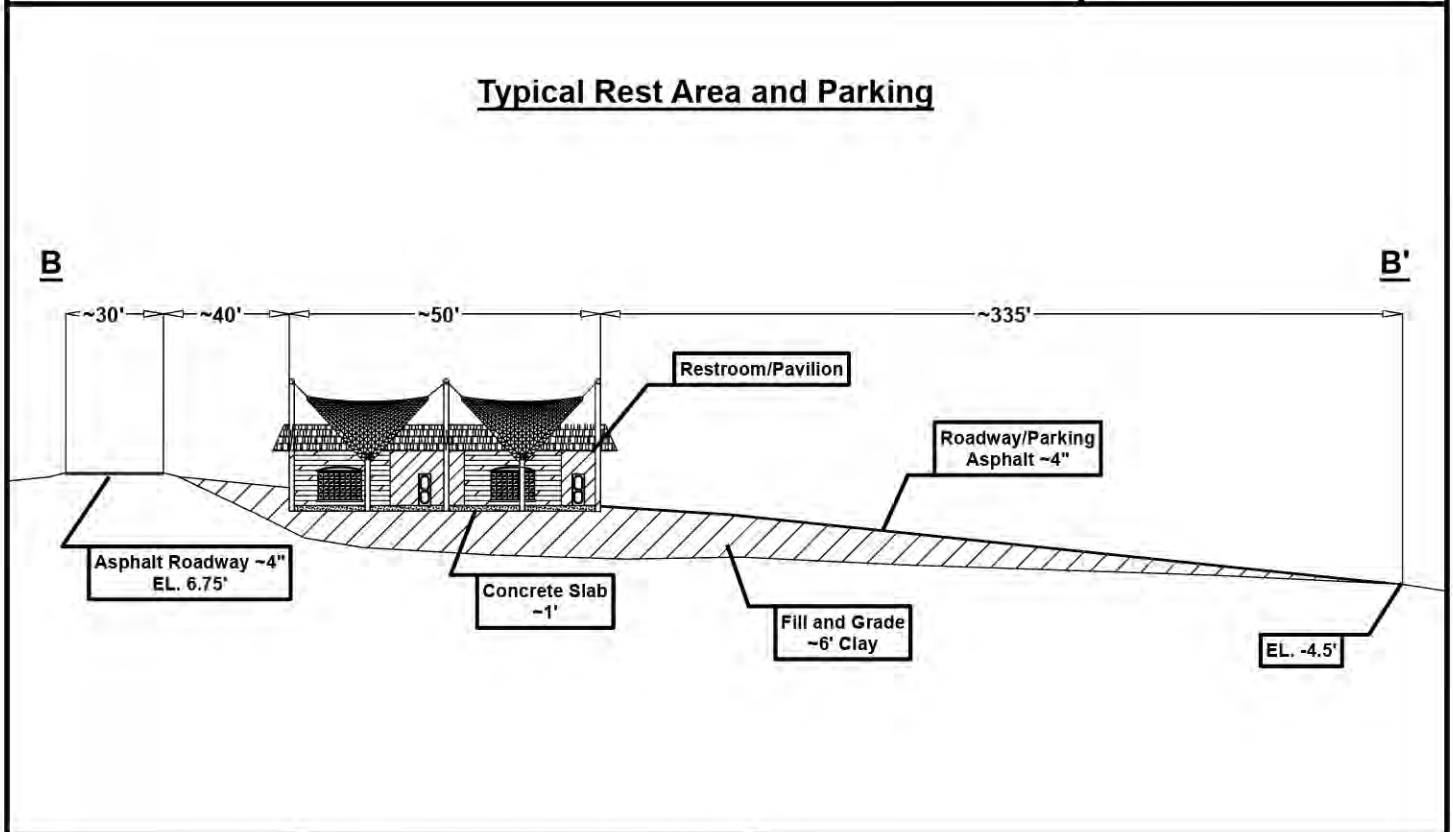 Typical Rest Area and Parking
B
B'
~30'
~40'
~50'
~335'
Restroom/Pavilion
Roadway/Parking
Asphalt ~4"
Asphalt Roadway ~4"
EL. 6.75'
Concrete Slab
~1'
Fill and Grade
~6' Clay
EL. -4.5'